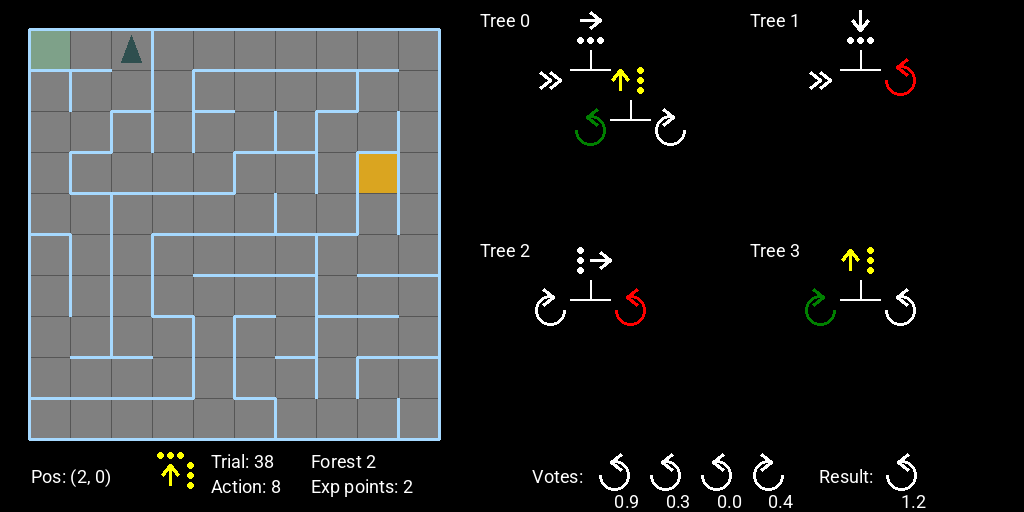 Tree 0
Tree 1
Tree 2
Tree 3
Pos: (2, 0)
Trial: 38
Forest 2
Action: 8
Exp points: 2
Votes:
0.9
0.3
0.0
0.4
Result:
1.2